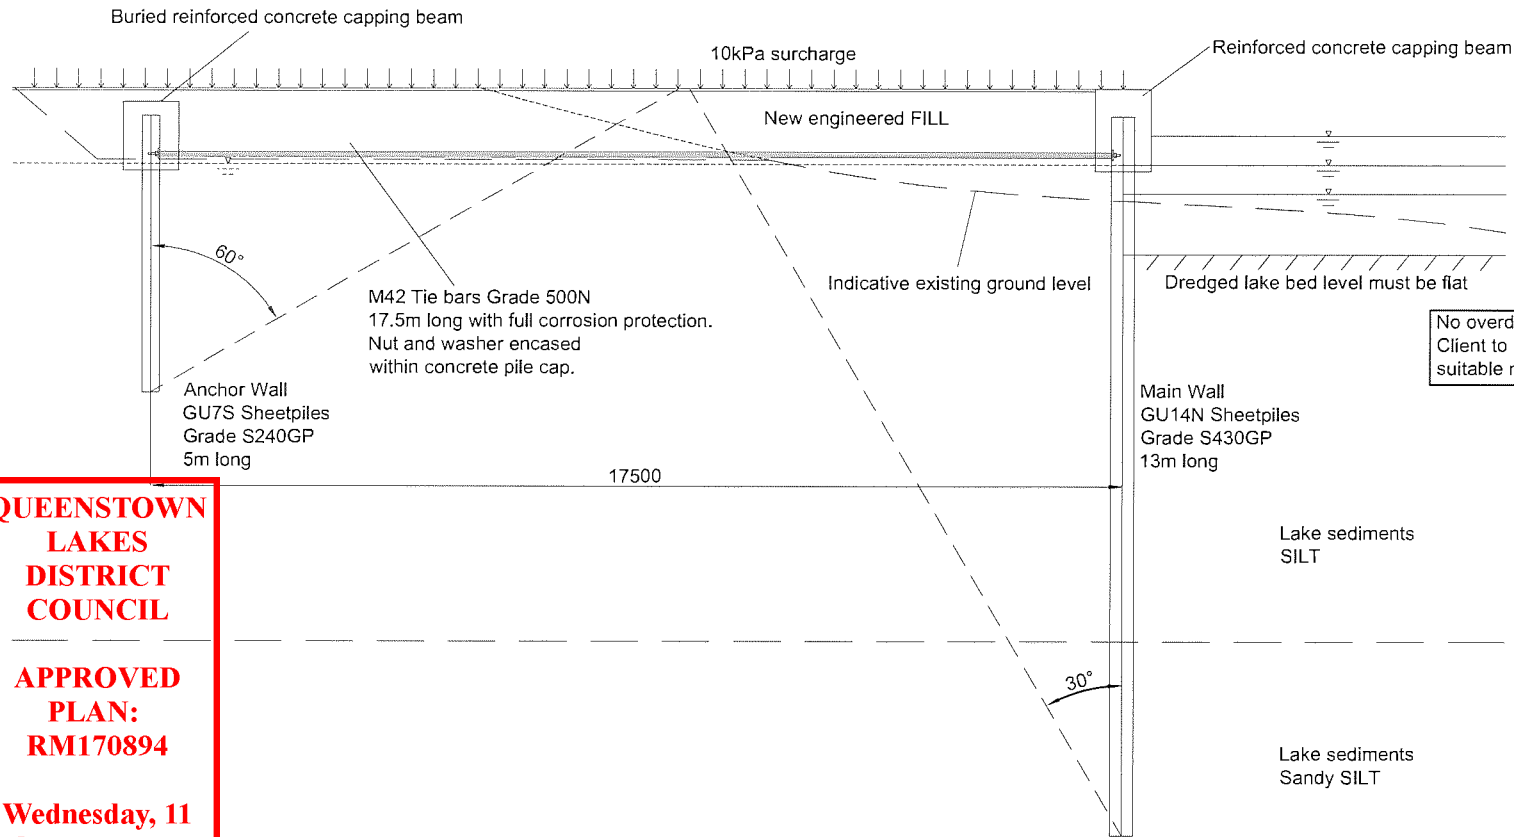 Buried reinforced concrete capping beam
10kPa surcharge
Reinforced concrete capping beam
New engineered FILL
60°
M42 Tie bars Grade 500N
17.5m long with full corrosion protection.
Nut and washer encased
within concrete pile cap.
Indicative existing ground level
Dredged lake bed level must be flat
No overd
Client to
suitable
Anchor Wall
GU7S Sheetpiles
Grade S240GP
5m long
Main Wall
GU14N Sheetpiles
Grade S430GP
13m long
17500
QUEENSTOWN
LAKES
DISTRICT
COUNCIL
Lake sediments
SILT
APPROVED
PLAN:
RM170894
30°
Lake sediments
Sandy SILT
Wednesday, 11